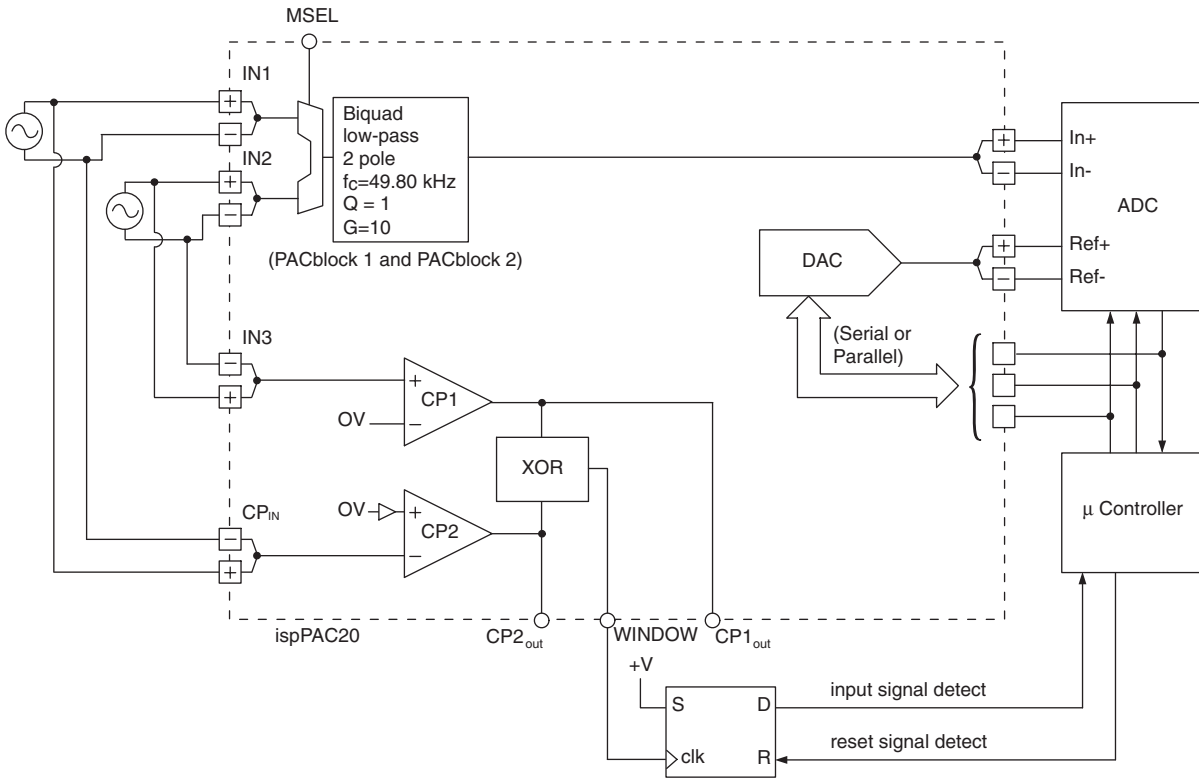 MSEL
IN1
+
−
IN2
+
−
Biquad
low-pass
2 pole
fc=49.80 kHz
Q = 1
G=10
(PACblock 1 and PACblock 2)
+
−
In+
In-
ADC
DAC
+
−
Ref+
Ref-
(Serial or
Parallel)
IN3
−
+
+
CP1
OV
−
XOR
CPIN
−
+
OV
+
CP2
−
μ Controller
ispPAC20
CP2out
WINDOW
CP1out
+V
S
D
clk
R
input signal detect
reset signal detect